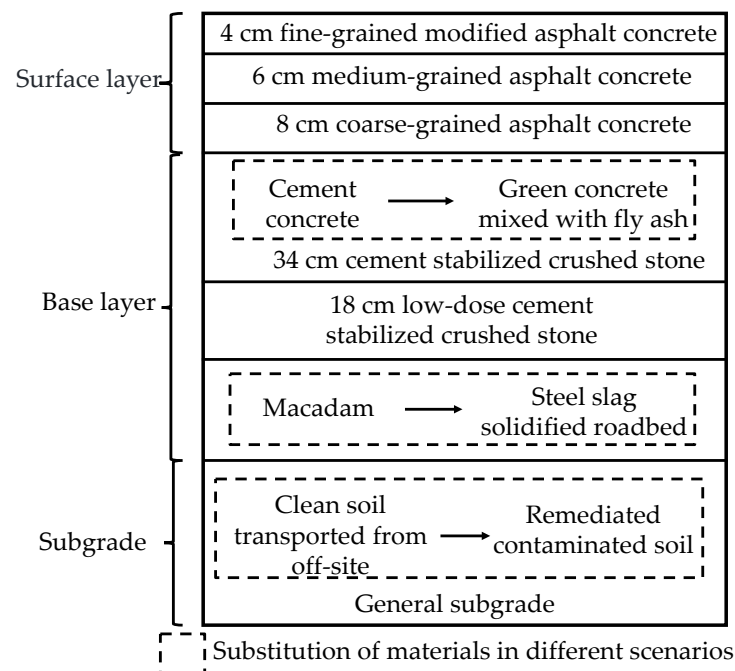 4 cm fine-grained modified asphalt concrete
Surface layer
6 cm medium-grained asphalt concrete
8 cm coarse-grained asphalt concrete
Cement
concrete
Green concrete
mixed with fly ash
34 cm cement stabilized crushed stone
Base layer
18 cm low-dose cement
stabilized crushed stone
Macadam
Steel slag
solidified roadbed
Subgrade
Clean soil
transported from
off-site
Remediated
contaminated soil
General subgrade
Substitution of materials in different scenarios